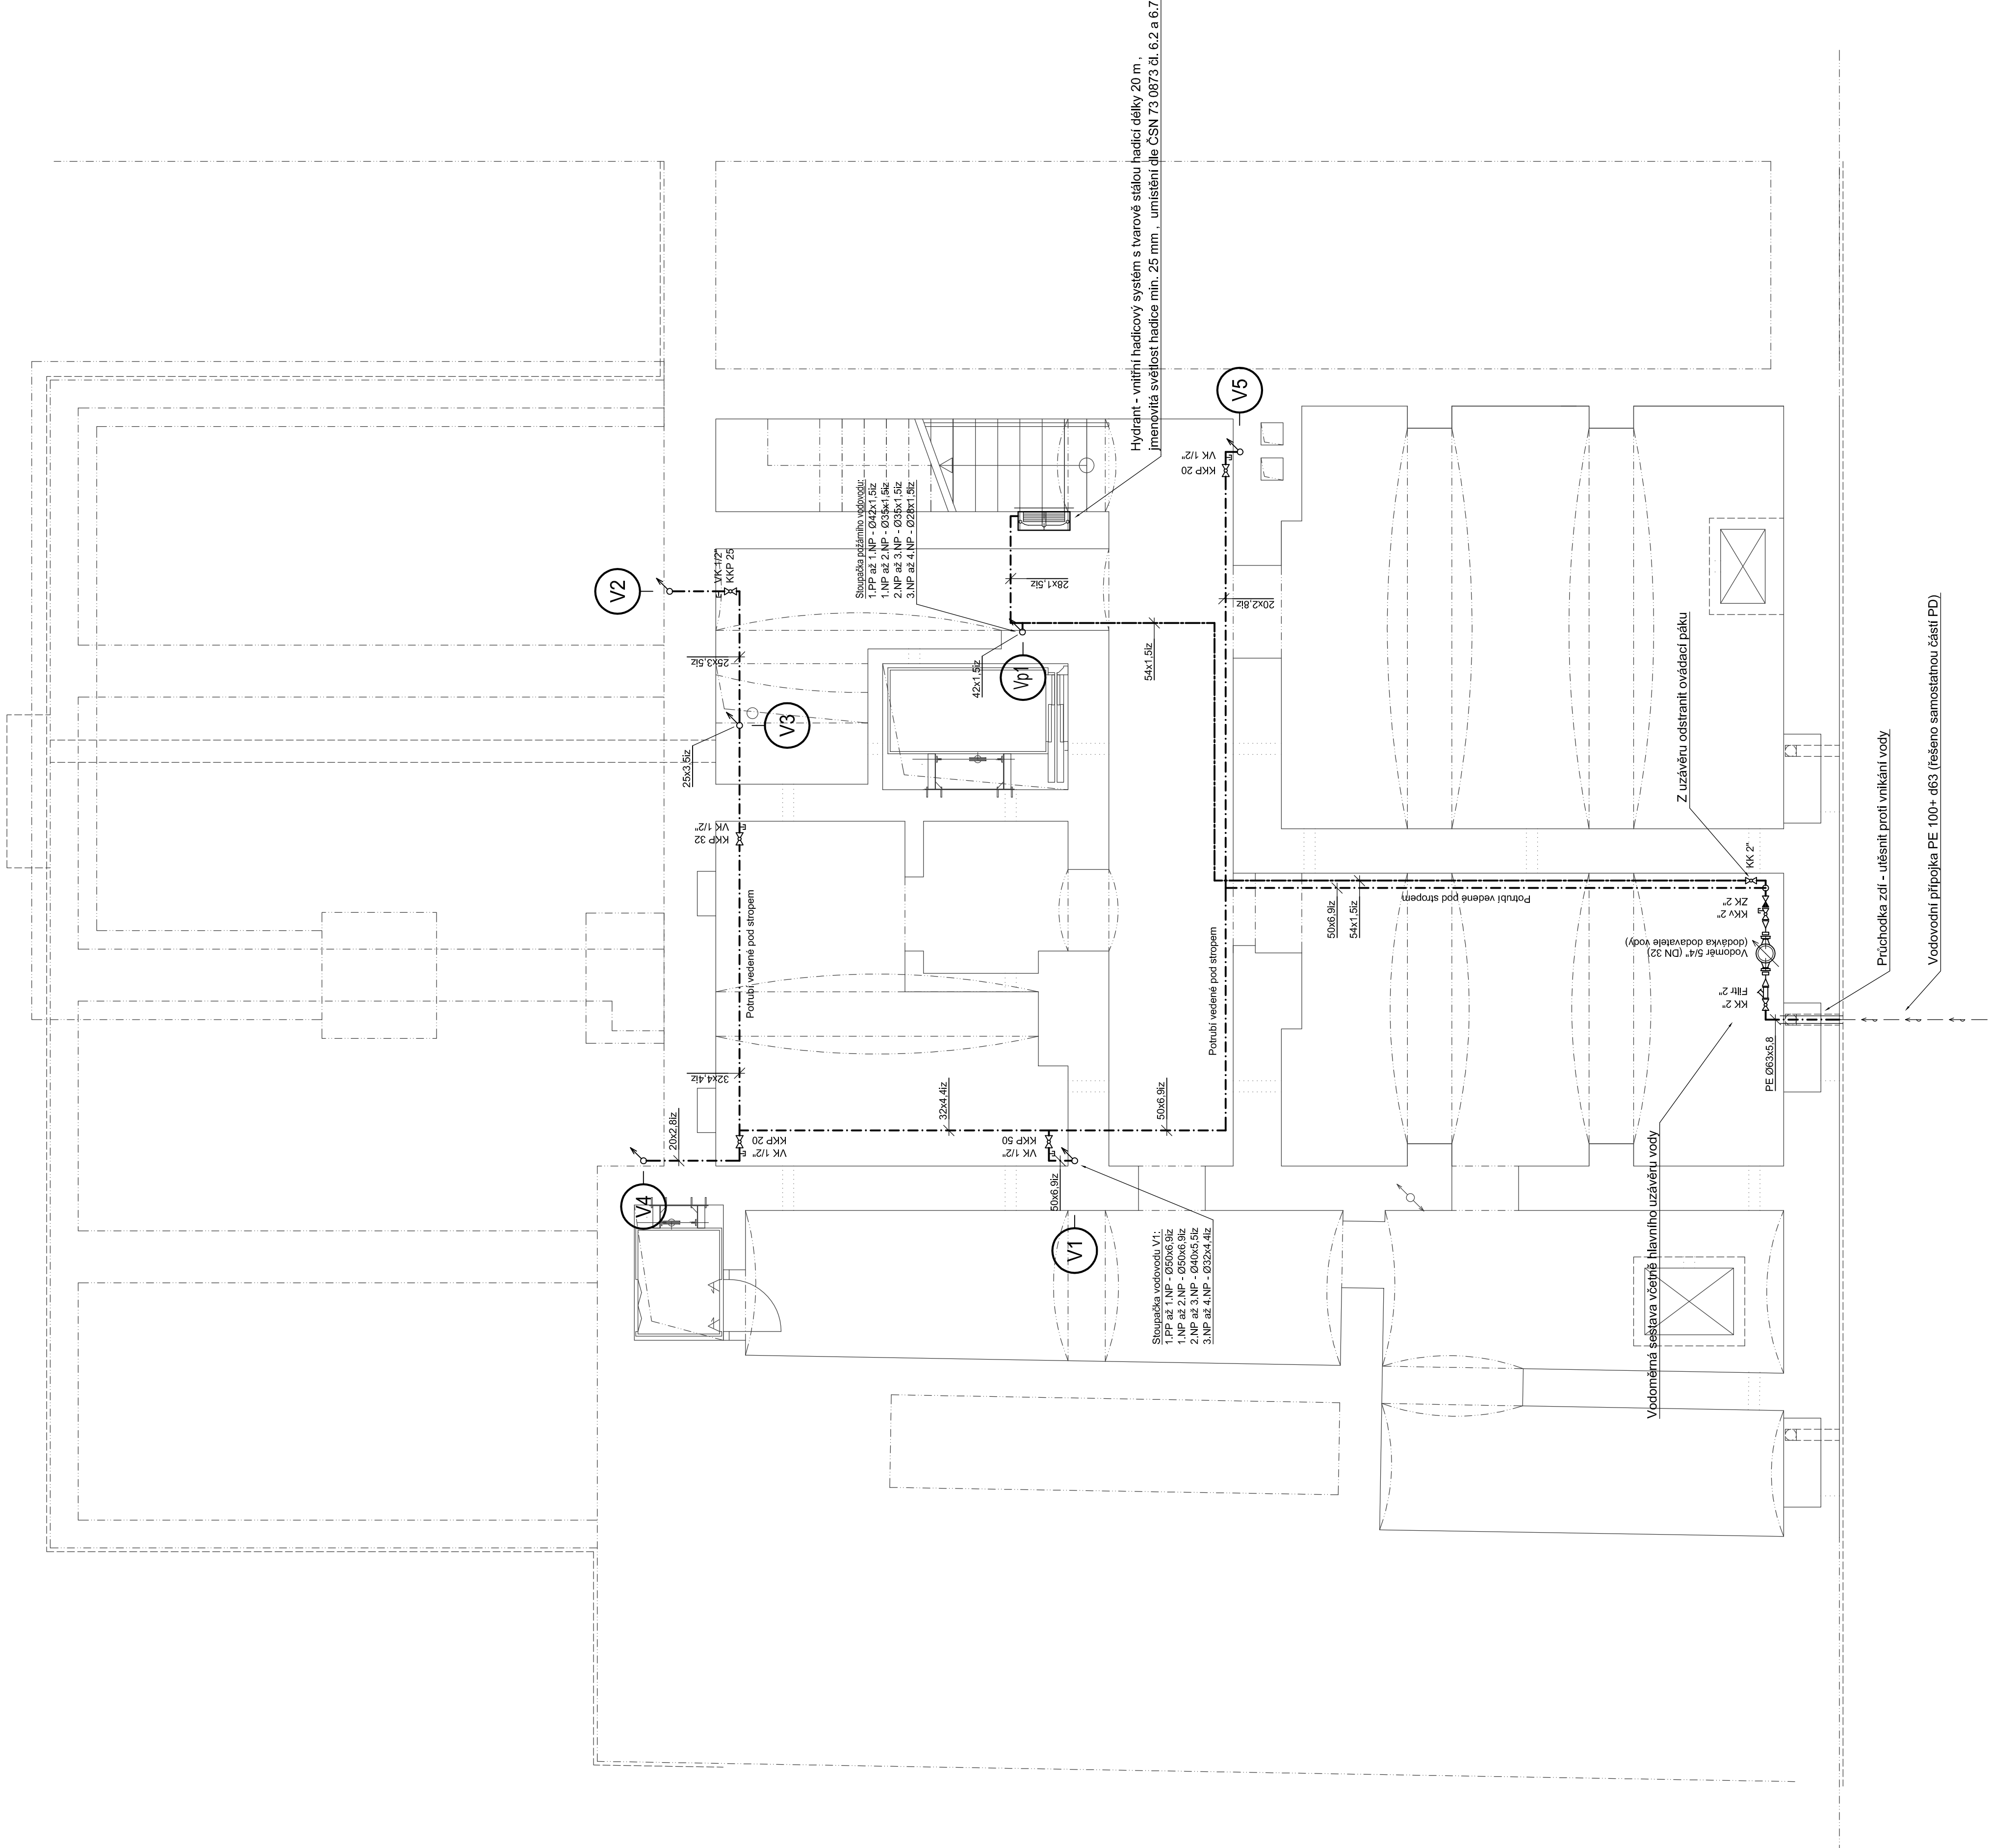 Hydrant - vnitřní hadicový systém s tvarově stálou hadicí délky 20 m ,
jmenovitá světlost hadice min. 25 mm , umístění dle ČSN 73 0873 čl. 6.2 a 6.7
V2
VK 1/2"
KKP 25
25x3,5iz
V3
25x3,5iz
VK 1/2"
KKP 32
Potrubí vedené pod stropem
32x4,4iz
20x2,8iz
V4
KKP 20
VK 1/2"
32x4,4iz
Stoupačka požárního vodovodu:
1.PP až 1.NP - Ø42x1,5iz
1.NP až 2.NP - Ø35x1,5iz
2.NP až 3.NP - Ø35x1,5iz
3.NP až 4.NP - Ø28x1,5iz
42x1,5iz
Vp1
28x1,5iz
54x1,5iz
V5
VK 1/2"
KKP 20
20x2,8iz
KKP 50
VK 1/2"
50x6,9iz
V1
50x6,9iz
Stoupačka vodovodu V1:
1.PP až 1.NP - Ø50x6,9iz
1.NP až 2.NP - Ø50x6,9iz
2.NP až 3.NP - Ø40x5,5iz
3.NP až 4.NP - Ø32x4,4iz
Potrubí vedené pod stropem
50x6,9iz
54x1,5iz
Potrubí vedené pod stropem
Z uzávěru odstranit ovádací páku
KK 2"
ZK 2"
KKv 2"
Vodoměr 5/4" (DN 32)
(dodávka dodavatele vody)
Filtr 2"
KK 2"
PE Ø63x5,8
Vodoměrná sestava včetně hlavního uzávěru vody
Průchodka zdí - utěsnit proti vnikání vody
Vodovodní přípojka PE 100+ d63 (řešeno samostatnou částí PD)